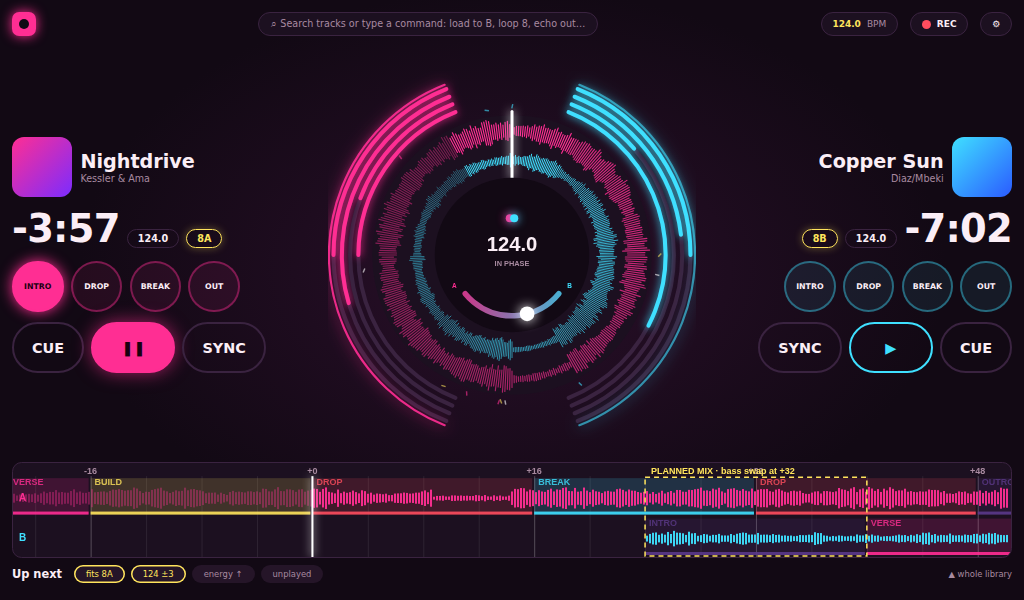 ⌕ Search tracks or type a command: load to B, loop 8, echo out…
124.0 BPM
REC
Nightdrive
Kessler & Ama
-3:57
124.0
8A
INTRO
DROP
BREAK
OUT
CUE
SYNC
124.0
IN PHASE
A
B
Copper Sun
Diaz/Mbeki
8B
124.0
-7:02
INTRO
DROP
BREAK
OUT
SYNC
CUE
-16
+0
+16
PLANNED MIX · bass swap at +32
+48
VERSE
BUILD
DROP
BREAK
DROP
OUTRO
A
INTRO
VERSE
B
Up next
fits 8A
124 ±3
energy ↑
unplayed
▲ whole library